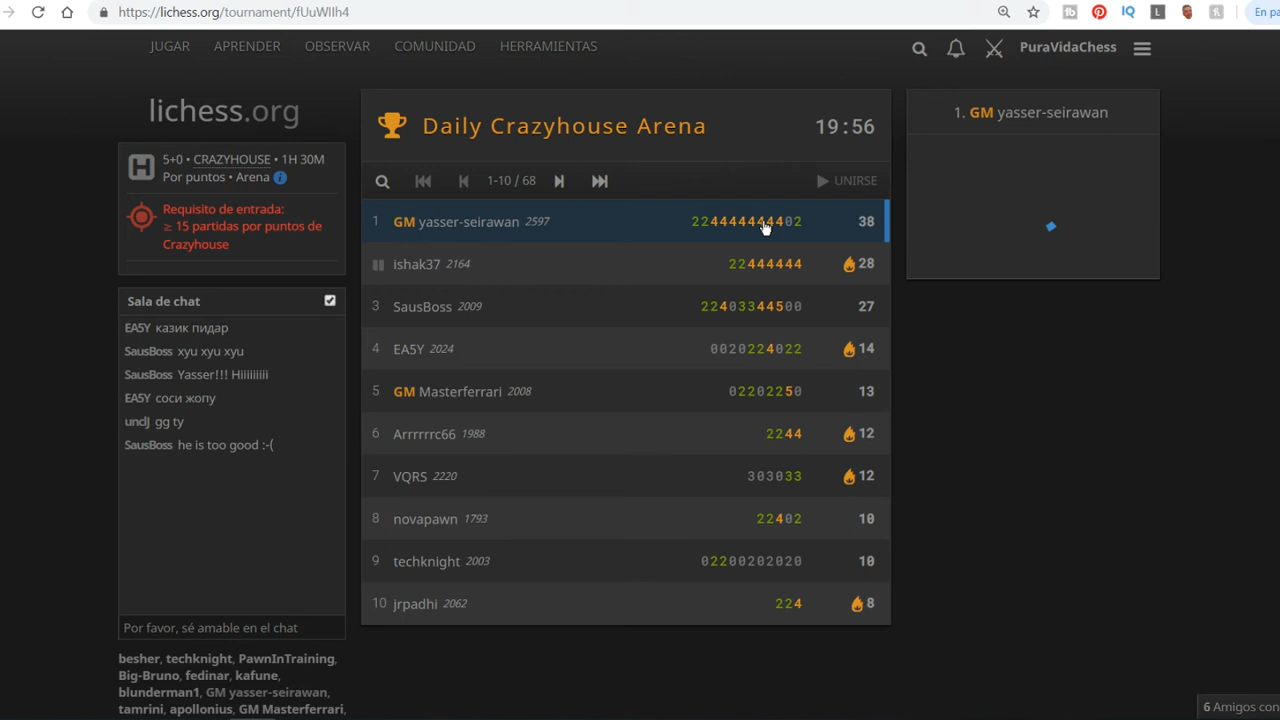 https://lichess.org/tournament/fUuWIIh4
En pa
JUGAR APRENDER OBSERVAR COMUNIDAD HERRAMIENTAS
PuraVidaChess
lichess.org
5+0 • CRAZYHOUSE • 1H 30M
Por puntos • Arena
Requisito de entrada:
≥ 15 partidas por puntos de
Crazyhouse
Sala de chat
EA5Y казик пидар
SausBoss xyu xyu xyu
SausBoss Yasser!!! Hiiiiiiiii
EA5Y соси жопу
unclJ gg ty
SausBoss he is too good :-(
Por favor, sé amable en el chat
besher, techknight, PawnInTraining,
Big-Bruno, fedinar, kafune,
blunderman1, GM yasser-seirawan,
tamrini, apollonius, GM Masterferrari,
Daily Crazyhouse Arena 19:56
1-10 / 68 UNIRSE
1 GM yasser-seirawan 2597 224444444402 38
ishak37 2164 22444444 28
3 SausBoss 2009 22403344500 27
4 EA5Y 2024 0020224022 14
5 GM Masterferrari 2008 02202250 13
6 Arrrrrrc66 1988 2244 12
7 VQRS 2220 303033 12
8 novapawn 1793 22402 10
9 techknight 2003 02200202020 10
10 jrpadhi 2062 224 8
1. GM yasser-seirawan
6 Amigos con